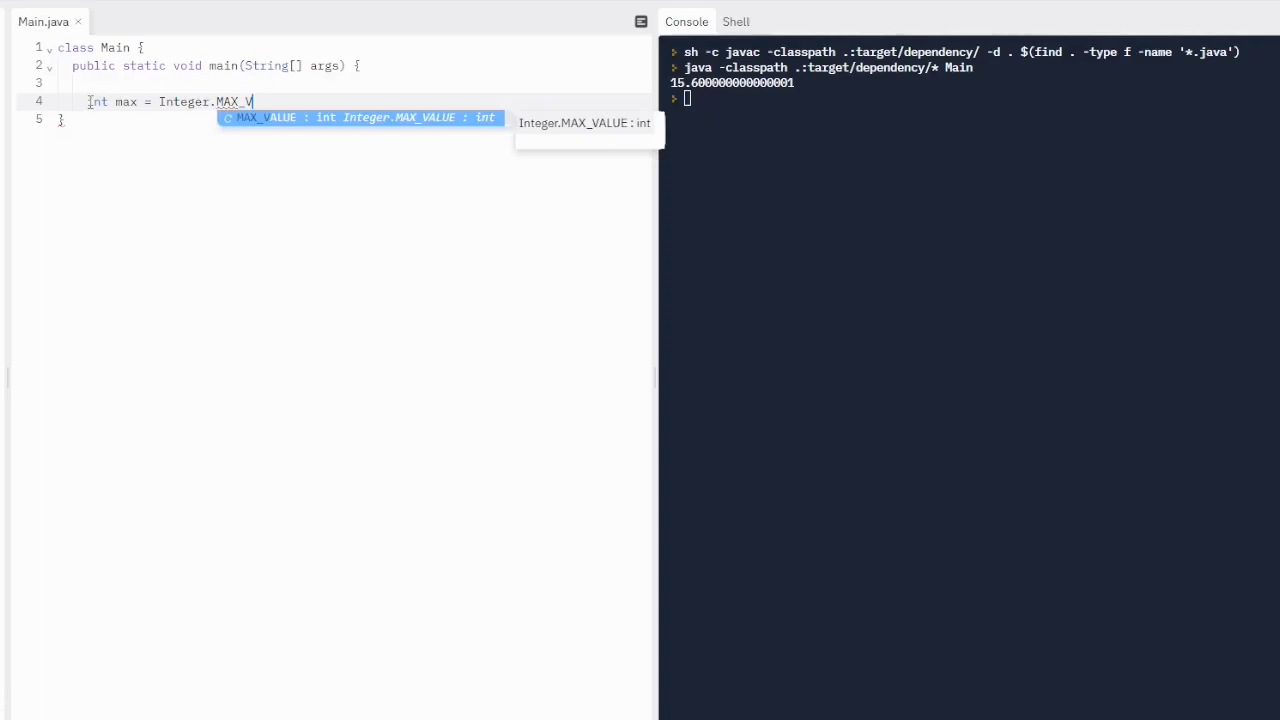 Main.java ×
1 class Main {
2 public static void main(String[] args) {
3
4 int max = Integer.MAX_V
MAX_VALUE : int Integer.MAX_VALUE : int
Integer.MAX_VALUE : int
5 }
Console Shell
sh -c javac -classpath .:target/dependency/ -d . $(find . -type f -name '*.java')
java -classpath .:target/dependency/* Main
15.600000000000001